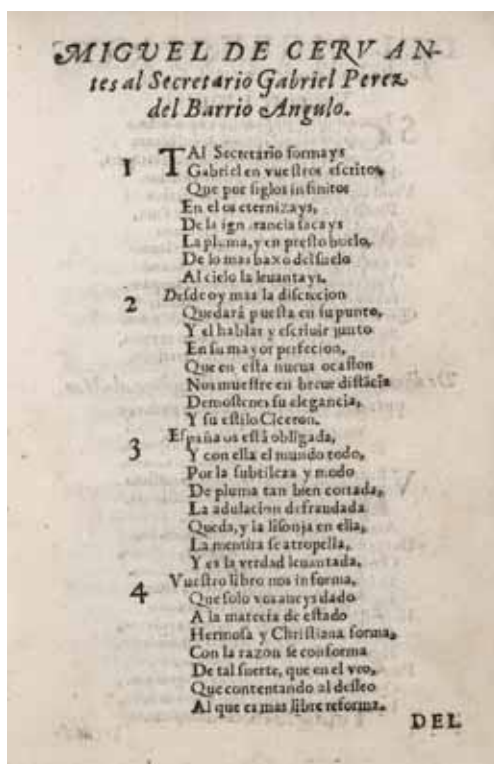 MIGVEL DE CERVAN-
tes al Secretario Gabriel Perez
del Barrio Angulo.
1 TAl Secretario formays
Gabriel en vuestros escritos,
Que por siglos infinitos
En el os eternizays,
De la ign rancia sacays
La pluma, y en presto buelo,
De lo mas baxo del suelo
Al cielo la leuantays.
2 Desde oy mas la discrecion
Quedará puesta en su punto,
Y el hablar y escriuir junto
En su mayor perfecion,
Que en esta nueua ocasion
Nos muestre en breue distãcia
Demostenes su elegancia,
Y su estilo Ciceron.
3 España os está obligada,
Y con ella el mundo todo,
Por la subtileza y modo
De pluma tan bien cortada,
La adulacion defraudada
Queda, y la lisonja en ella,
La mentira se atropella,
Y es la verdad leuantada.
4 Vuestro libro nos informa,
Que solo vos aueys dado
A la materia de estado
Hermosa y Christiana forma,
Con la razon se conforma
De tal suerte, que en el veo,
Que contentando al desseo
Al que es mas libre reforma.
DEL